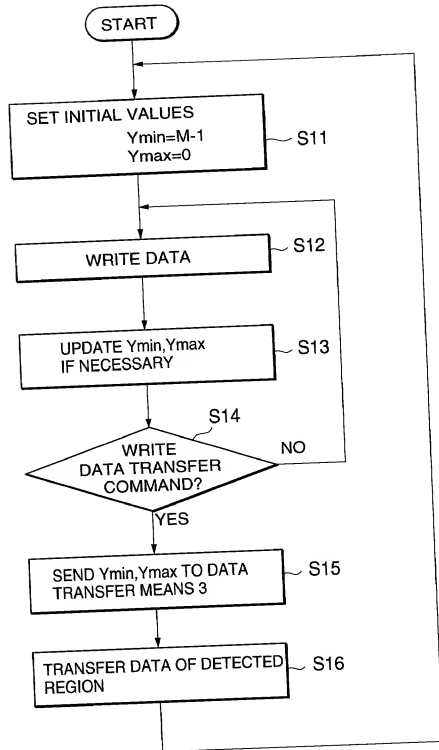 START
SET INITIAL VALUES
Ymin=M-1
Ymax=0
S11
WRITE DATA
S12
UPDATE Ymin,Ymax
IF NECESSARY
S13
S14
WRITE
DATA TRANSFER
COMMAND?
NO
YES
SEND Ymin,Ymax TO DATA
TRANSFER MEANS 3
S15
TRANSFER DATA OF DETECTED
REGION
S16